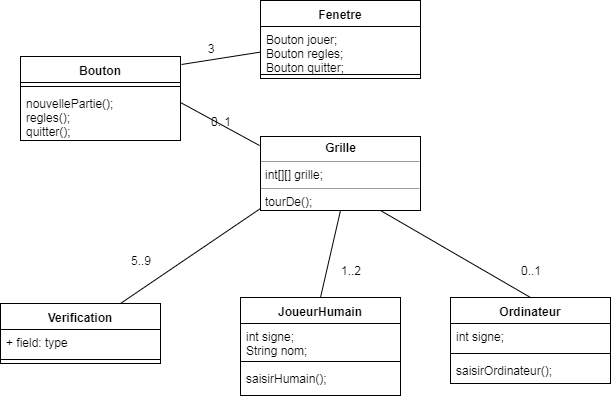 Fenetre
Bouton jouer;
Bouton regles;
Bouton quitter;
3
Bouton
nouvellePartie();
regles();
quitter();
0..1
Grille
int[][] grille;
tourDe();
5..9
1..2
0..1
Verification
+ field: type
JoueurHumain
int signe;
String nom;
saisirHumain();
Ordinateur
int signe;
saisirOrdinateur();